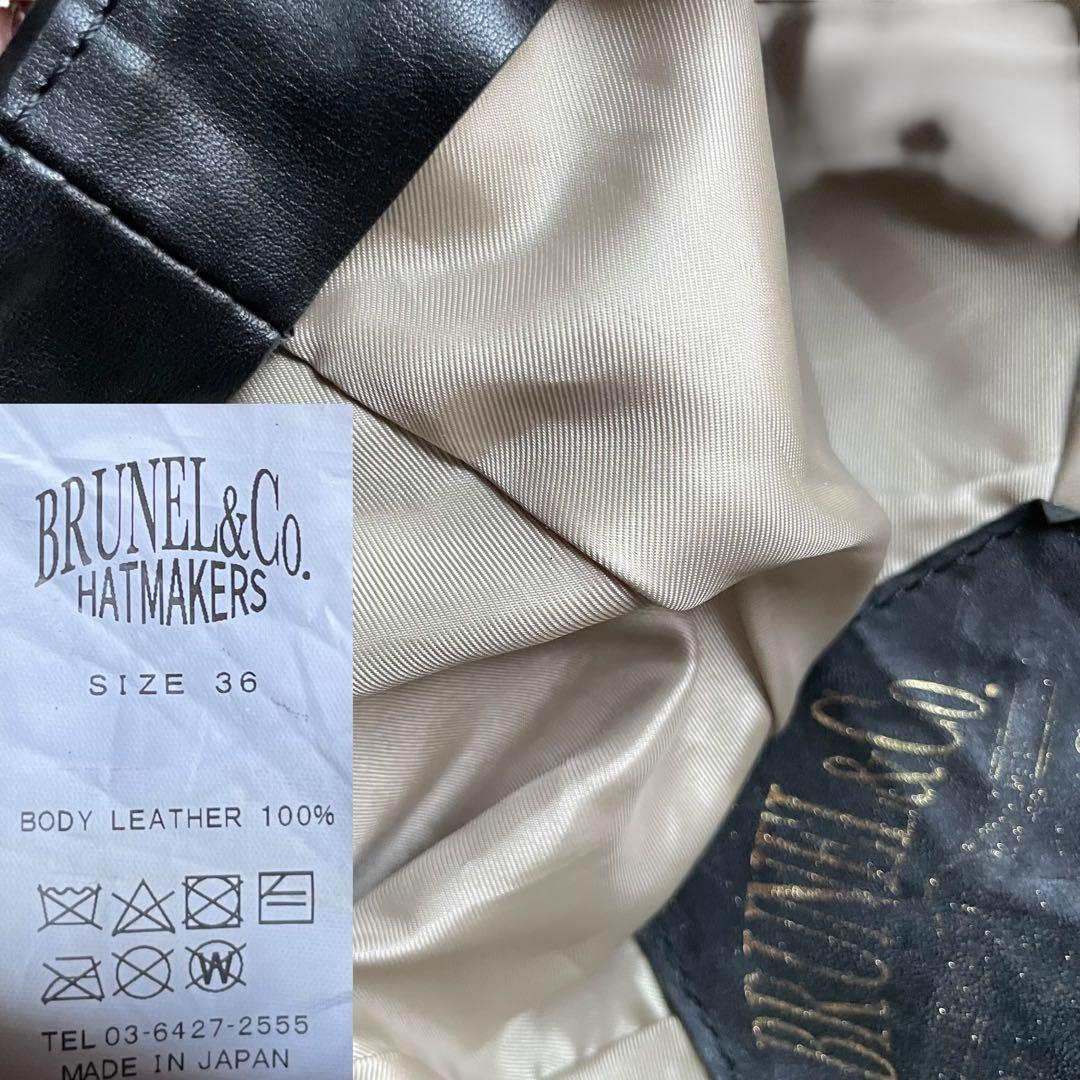 BRUNEL&Co.
HATMAKERS
SIZE 36
BODY LEATHER 100%
W
TEL 03-6427-2555
MADE IN JAPAN
BRUNEL&Co.